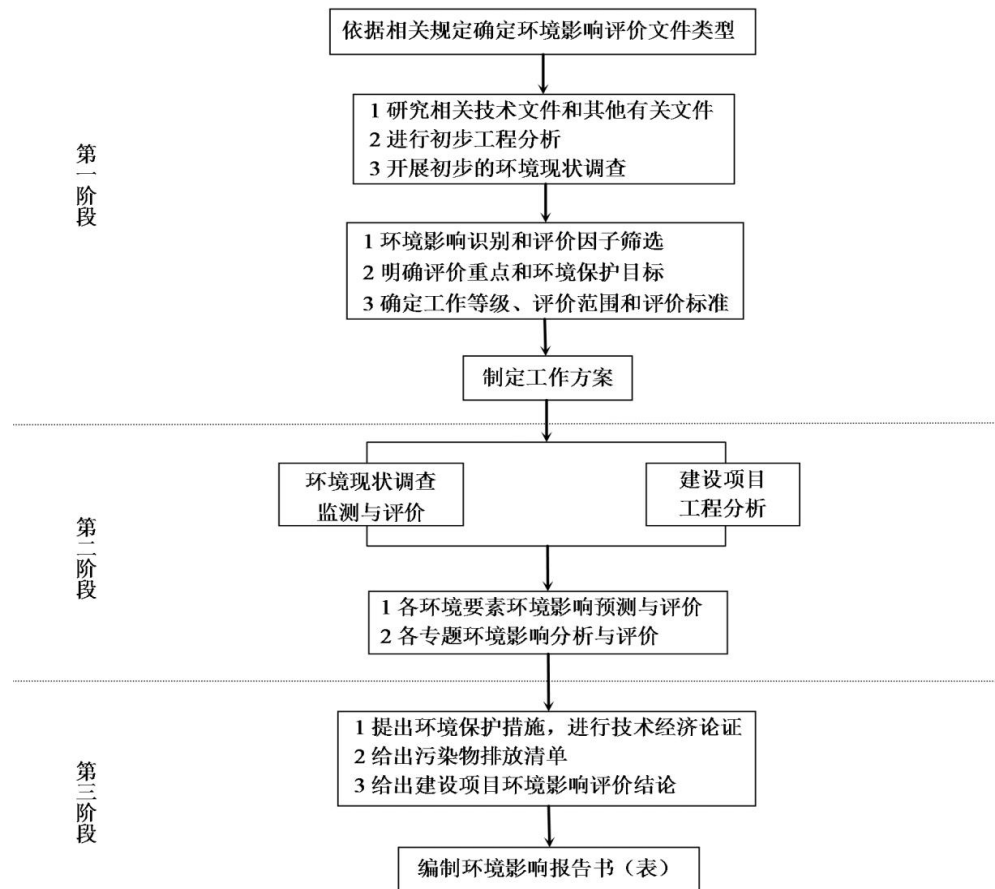 依据相关规定确定环境影响评价文件类型
第一阶段
1 研究相关技术文件和其他有关文件
2 进行初步工程分析
3 开展初步的环境现状调查
1 环境影响识别和评价因子筛选
2 明确评价重点和环境保护目标
3 确定工作等级、评价范围和评价标准
制定工作方案
第二阶段
环境现状调查
监测与评价
建设项目
工程分析
1 各环境要素环境影响预测与评价
2 各专题环境影响分析与评价
第三阶段
1 提出环境保护措施，进行技术经济论证
2 给出污染物排放清单
3 给出建设项目环境影响评价结论
编制环境影响报告书（表）